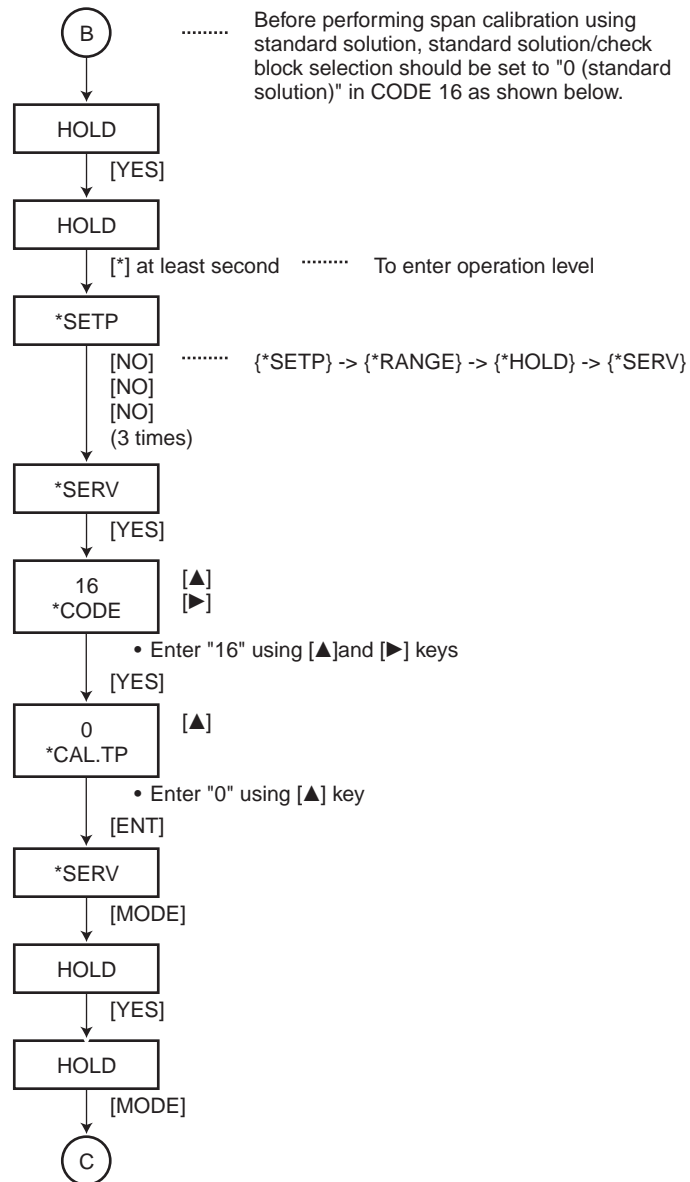 B ......... Before performing span calibration using
standard solution, standard solution/check
block selection should be set to "0 (standard
solution)" in CODE 16 as shown below.
HOLD
[YES]
HOLD
[*] at least second ......... To enter operation level
*SETP
[NO] ......... {*SETP} -> {*RANGE} -> {*HOLD} -> {*SERV}
[NO]
[NO]
(3 times)
*SERV
[YES]
16 [▲]
*CODE [▶]
• Enter "16" using [▲]and [▶] keys
[YES]
0 [▲]
*CAL.TP
• Enter "0" using [▲] key
[ENT]
*SERV
[MODE]
HOLD
[YES]
HOLD
[MODE]
C